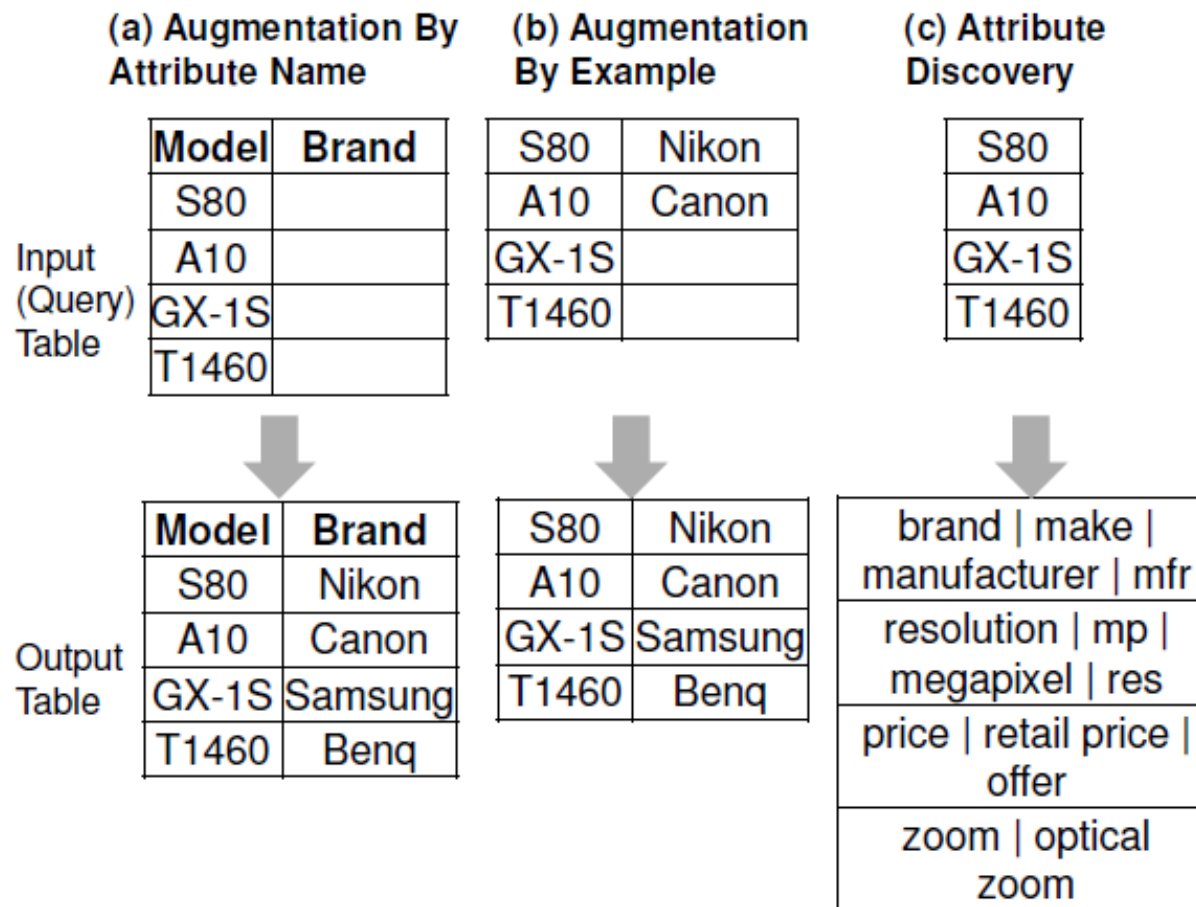 (a) Augmentation By
Attribute Name
(b) Augmentation
By Example
(c) Attribute
Discovery
Input
(Query)
Table
Model Brand
S80
A10
GX-1S
T1460
S80 Nikon
A10 Canon
GX-1S
T1460
S80
A10
GX-1S
T1460
Output
Table
Model Brand
S80 Nikon
A10 Canon
GX-1S Samsung
T1460 Benq
S80 Nikon
A10 Canon
GX-1S Samsung
T1460 Benq
brand | make |
manufacturer | mfr
resolution | mp |
megapixel | res
price | retail price |
offer
zoom | optical
zoom